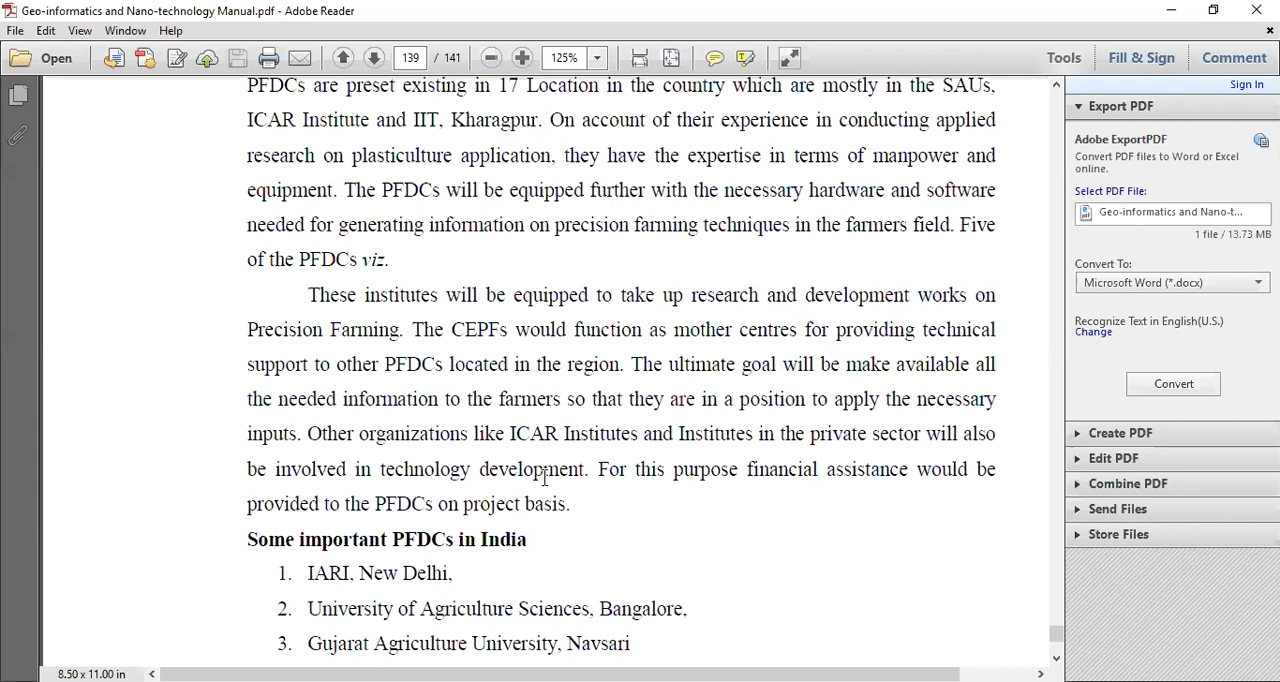 Geo-informatics and Nano-technology Manual.pdf - Adobe Reader
File Edit View Window Help
Open 139 / 141 125% Tools Fill & Sign Comment
Sign In
PFDCs are preset existing in 17 Location in the country which are mostly in the SAUs,
ICAR Institute and IIT, Kharagpur. On account of their experience in conducting applied
research on plasticulture application, they have the expertise in terms of manpower and
equipment. The PFDCs will be equipped further with the necessary hardware and software
needed for generating information on precision farming techniques in the farmers field. Five
of the PFDCs viz.
These institutes will be equipped to take up research and development works on
Precision Farming. The CEPFs would function as mother centres for providing technical
support to other PFDCs located in the region. The ultimate goal will be make available all
the needed information to the farmers so that they are in a position to apply the necessary
inputs. Other organizations like ICAR Institutes and Institutes in the private sector will also
be involved in technology development. For this purpose financial assistance would be
provided to the PFDCs on project basis.
Some important PFDCs in India
1. IARI, New Delhi,
2. University of Agriculture Sciences, Bangalore,
3. Gujarat Agriculture University, Navsari
8.50 x 11.00 in
Export PDF
Adobe ExportPDF
Convert PDF files to Word or Excel
online.
Select PDF File:
Geo-informatics and Nano-t...
1 file / 13.73 MB
Convert To:
Microsoft Word (*.docx)
Recognize Text in English(U.S.)
Change
Convert
Create PDF
Edit PDF
Combine PDF
Send Files
Store Files